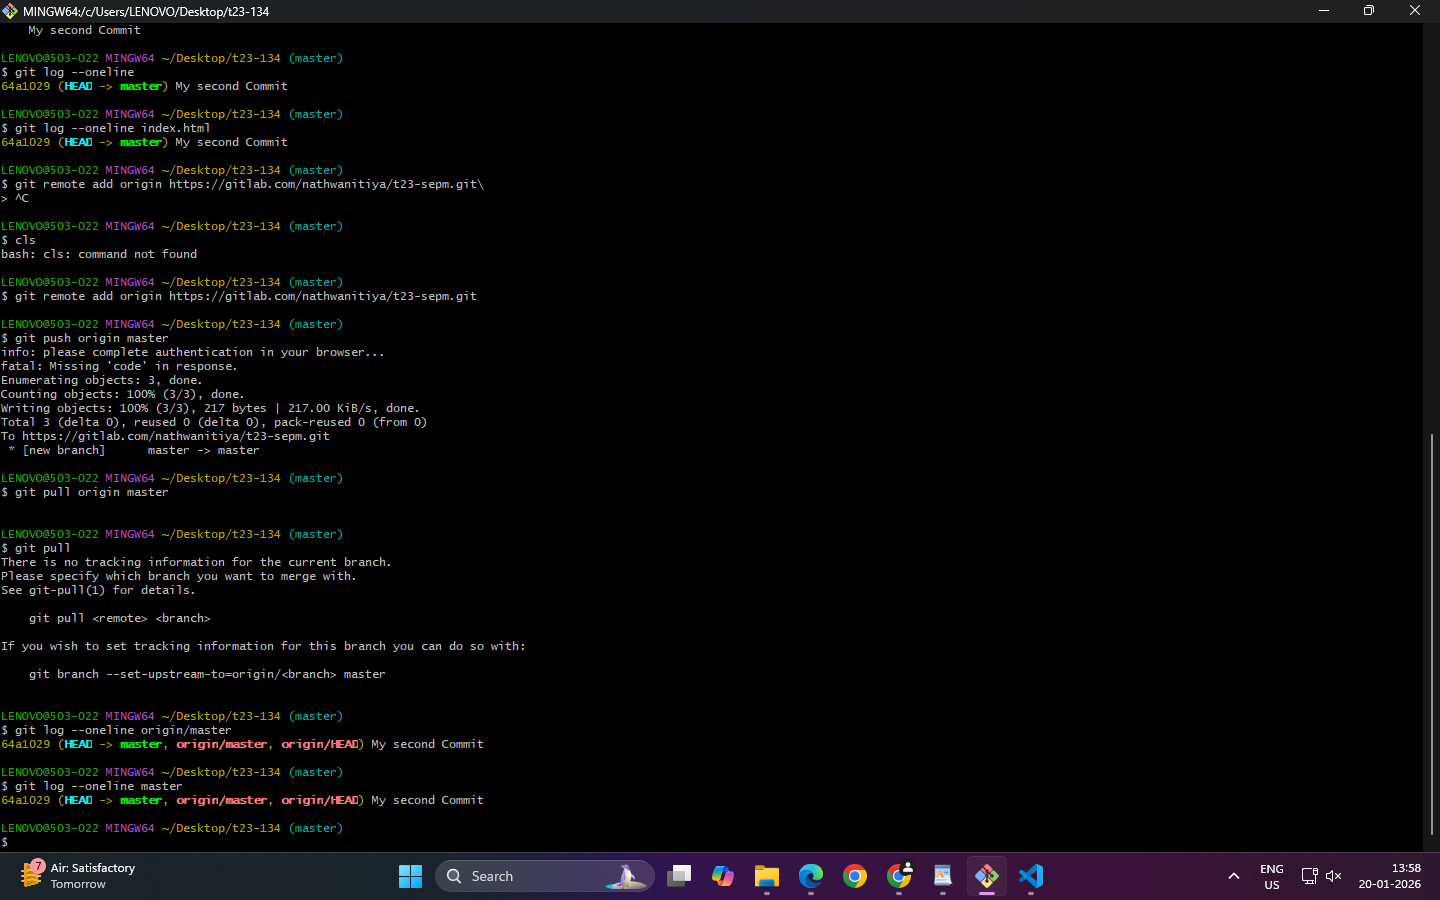 MINGW64:/c/Users/LENOVO/Desktop/t23-134
My second Commit
LENOVO@503-022 MINGW64 ~/Desktop/t23-134 (master)
$ git log --oneline
64a1029 (HEAD -> master) My second Commit
LENOVO@503-022 MINGW64 ~/Desktop/t23-134 (master)
$ git log --oneline index.html
64a1029 (HEAD -> master) My second Commit
LENOVO@503-022 MINGW64 ~/Desktop/t23-134 (master)
$ git remote add origin https://gitlab.com/nathwanitiya/t23-sepm.git\
> ^C
LENOVO@503-022 MINGW64 ~/Desktop/t23-134 (master)
$ cls
bash: cls: command not found
LENOVO@503-022 MINGW64 ~/Desktop/t23-134 (master)
$ git remote add origin https://gitlab.com/nathwanitiya/t23-sepm.git
LENOVO@503-022 MINGW64 ~/Desktop/t23-134 (master)
$ git push origin master
info: please complete authentication in your browser...
fatal: Missing 'code' in response.
Enumerating objects: 3, done.
Counting objects: 100% (3/3), done.
Writing objects: 100% (3/3), 217 bytes | 217.00 KiB/s, done.
Total 3 (delta 0), reused 0 (delta 0), pack-reused 0 (from 0)
To https://gitlab.com/nathwanitiya/t23-sepm.git
* [new branch]      master -> master
LENOVO@503-022 MINGW64 ~/Desktop/t23-134 (master)
$ git pull origin master
LENOVO@503-022 MINGW64 ~/Desktop/t23-134 (master)
$ git pull
There is no tracking information for the current branch.
Please specify which branch you want to merge with.
See git-pull(1) for details.
git pull <remote> <branch>
If you wish to set tracking information for this branch you can do so with:
git branch --set-upstream-to=origin/<branch> master
LENOVO@503-022 MINGW64 ~/Desktop/t23-134 (master)
$ git log --oneline origin/master
64a1029 (HEAD -> master, origin/master, origin/HEAD) My second Commit
LENOVO@503-022 MINGW64 ~/Desktop/t23-134 (master)
$ git log --oneline master
64a1029 (HEAD -> master, origin/master, origin/HEAD) My second Commit
LENOVO@503-022 MINGW64 ~/Desktop/t23-134 (master)
$
7
Air: Satisfactory
Tomorrow
Search
ENG
US
13:58
20-01-2026